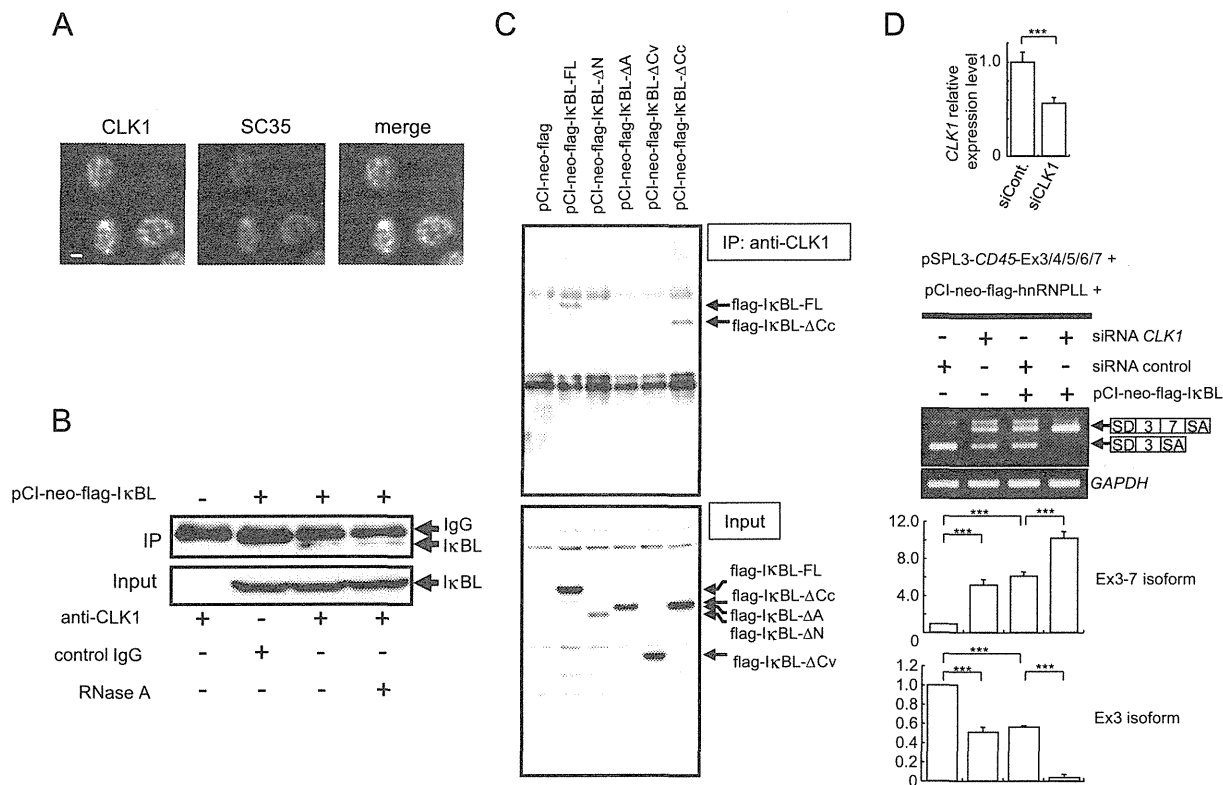 A
CLK1 SC35 merge
B
pCI-neo-flag-IκBL - + + +
IP
IgG
IκBL
Input
IκBL
anti-CLK1 + - + +
control IgG - + - -
RNase A - - - +
C
pCI-neo-flag
pCI-neo-flag-IκBL-FL
pCI-neo-flag-IκBL-ΔN
pCI-neo-flag-IκBL-ΔA
pCI-neo-flag-IκBL-ΔCv
pCI-neo-flag-IκBL-ΔCc
IP: anti-CLK1
flag-IκBL-FL
flag-IκBL-ΔCc
Input
flag-IκBL-FL
flag-IκBL-ΔCc
flag-IκBL-ΔA
flag-IκBL-ΔN
flag-IκBL-ΔCv
D
CLK1 relative
expression level
***
1.0
0
siCont.
siCLK1
pSPL3-CD45-Ex3/4/5/6/7 +
pCI-neo-flag-hnRNPLL +
- + - + siRNA CLK1
+ - + - siRNA control
- - + + pCI-neo-flag-IκBL
SD 3 7 SA
SD 3 SA
GAPDH
12.0
8.0
4.0
0
***
***
***
Ex3-7 isoform
1.0
0.8
0.6
0.4
0.2
0
***
***
***
Ex3 isoform